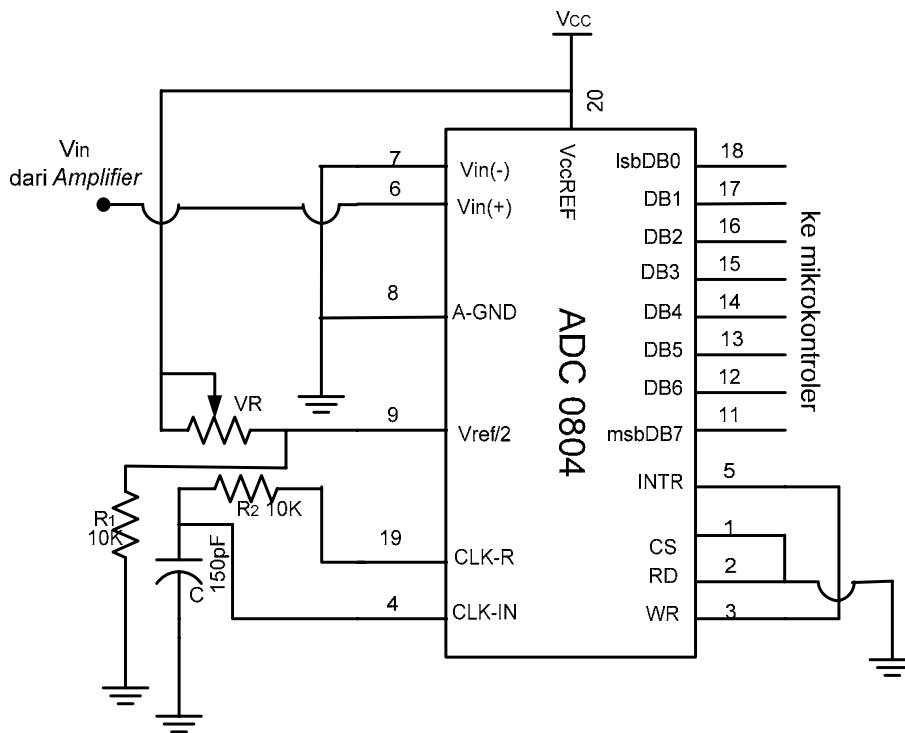 Vcc
20
Vin
dari Amplifier
7
6
8
9
19
4
Vin(-)
Vin(+)
A-GND
Vref/2
CLK-R
CLK-IN
VccREF
ADC 0804
lsbDB0
DB1
DB2
DB3
DB4
DB5
DB6
msbDB7
INTR
CS
RD
WR
18
17
16
15
14
13
12
11
5
1
2
3
ke mikrokontroler
VR
R1
10K
R2 10K
150pF
C